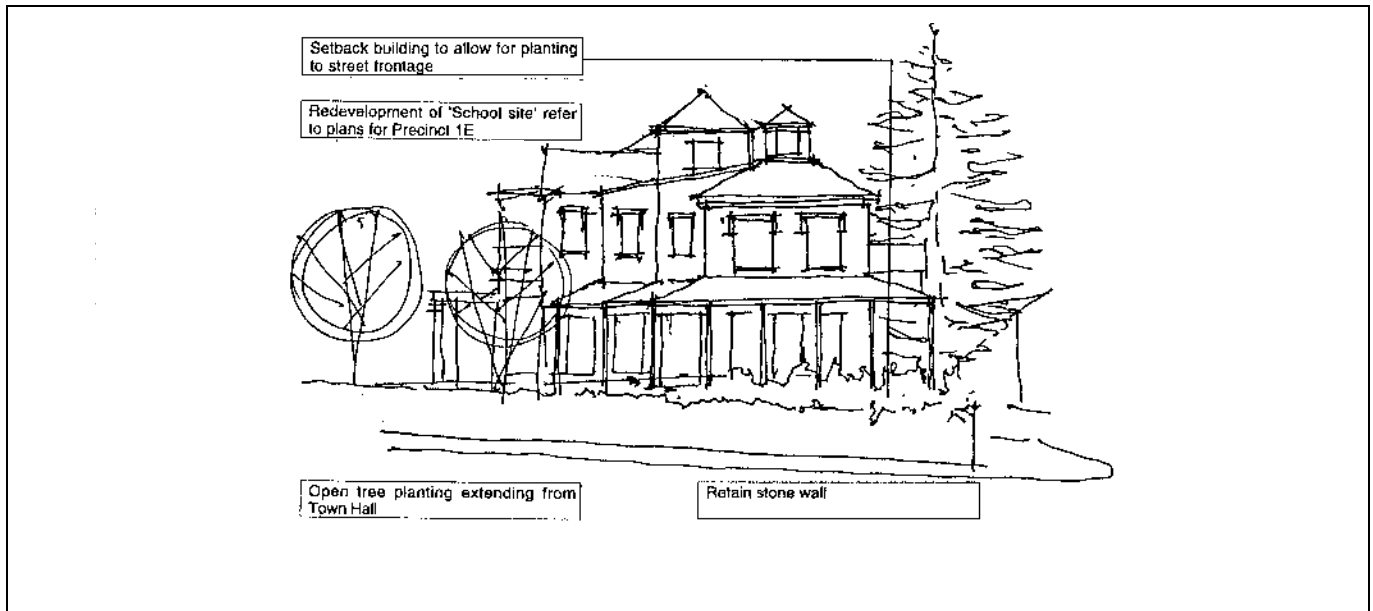 Setback building to allow for planting
to street frontage
Redevelopment of 'School site' refer
to plans for Precinct 1E
Open tree planting extending from
Town Hall
Retain stone wall